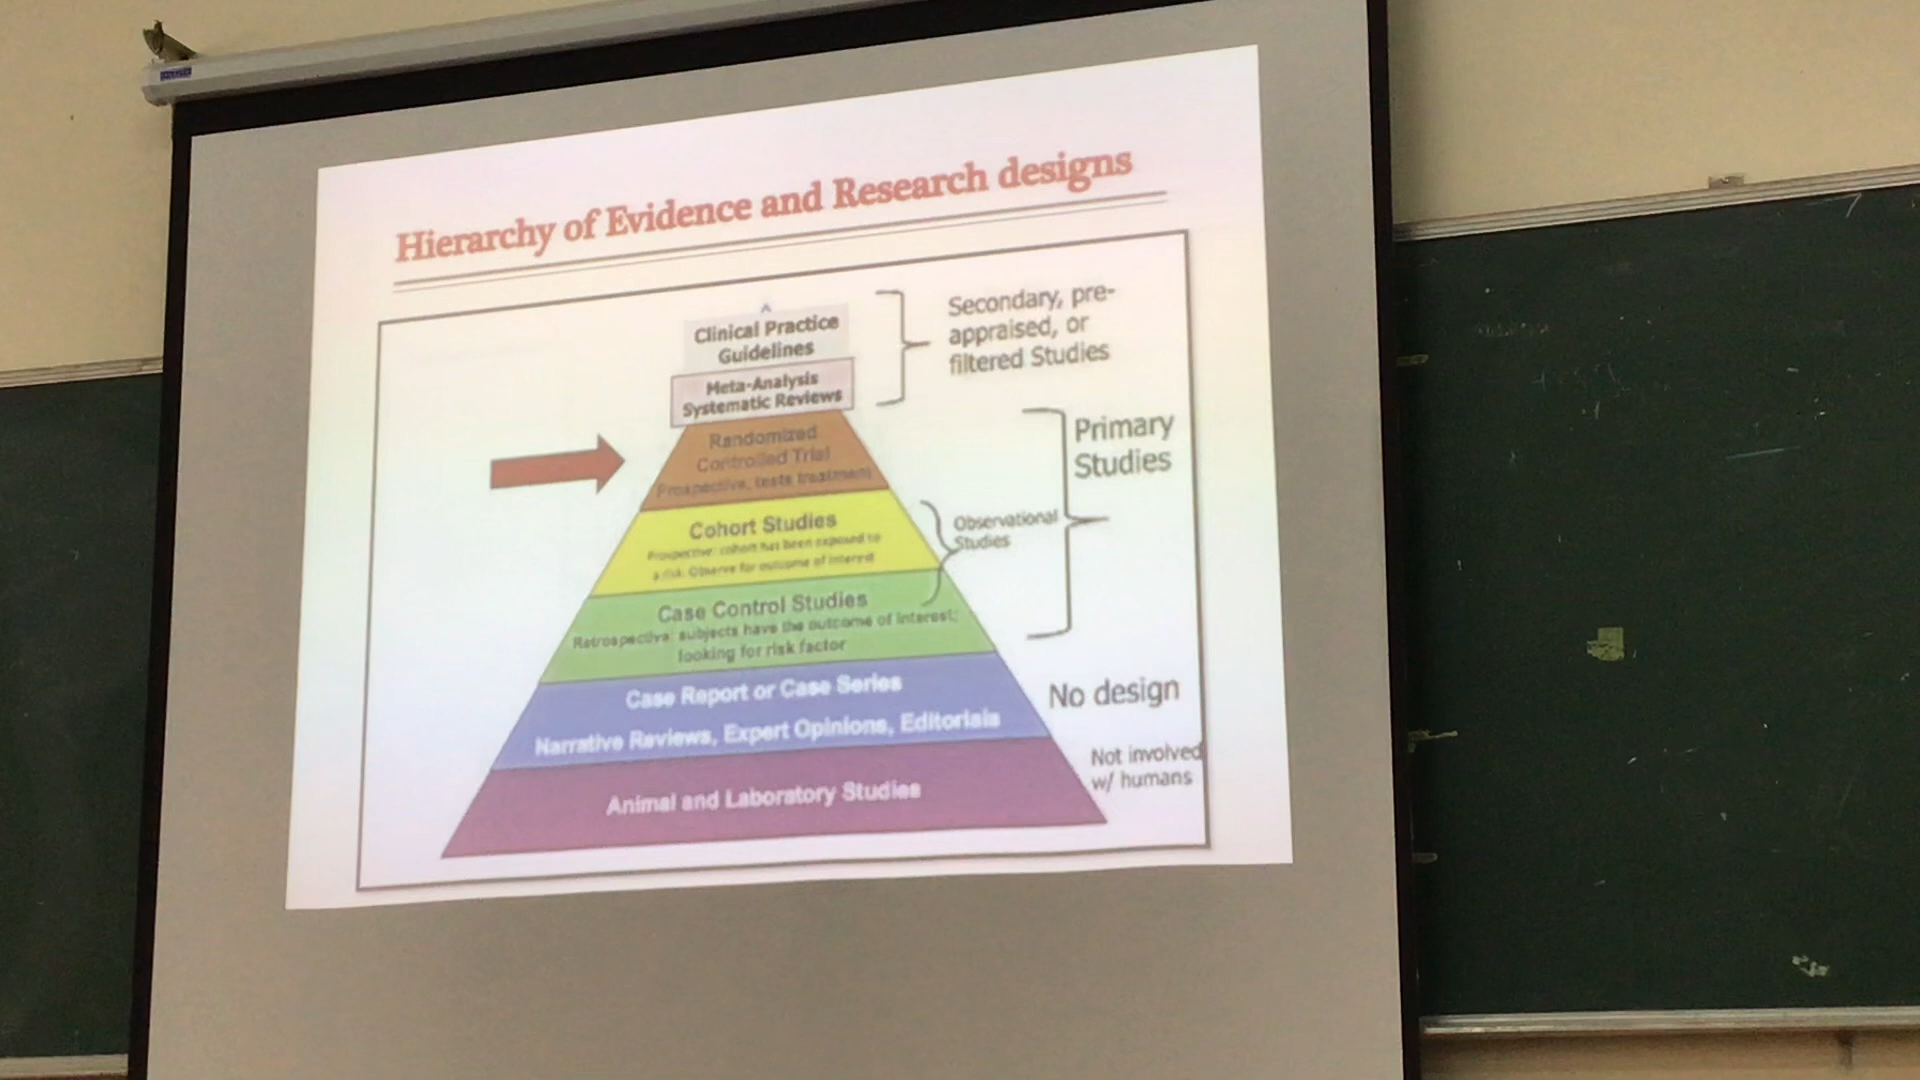 Hierarchy of Evidence and Research designs
Clinical Practice
Guidelines
Meta-Analysis
Systematic Reviews
Secondary, pre-
appraised, or
filtered Studies
Randomized
Controlled Trial
Prospective, tests treatment
Primary
Studies
Cohort Studies
Prospective: cohort has been exposed to
a risk. Observe for outcome of interest
Observational
Studies
Case Control Studies
Retrospective: subjects have the outcome of interest;
looking for risk factor
Case Report or Case Series
Narrative Reviews, Expert Opinions, Editorials
No design
Animal and Laboratory Studies
Not involved
w/ humans